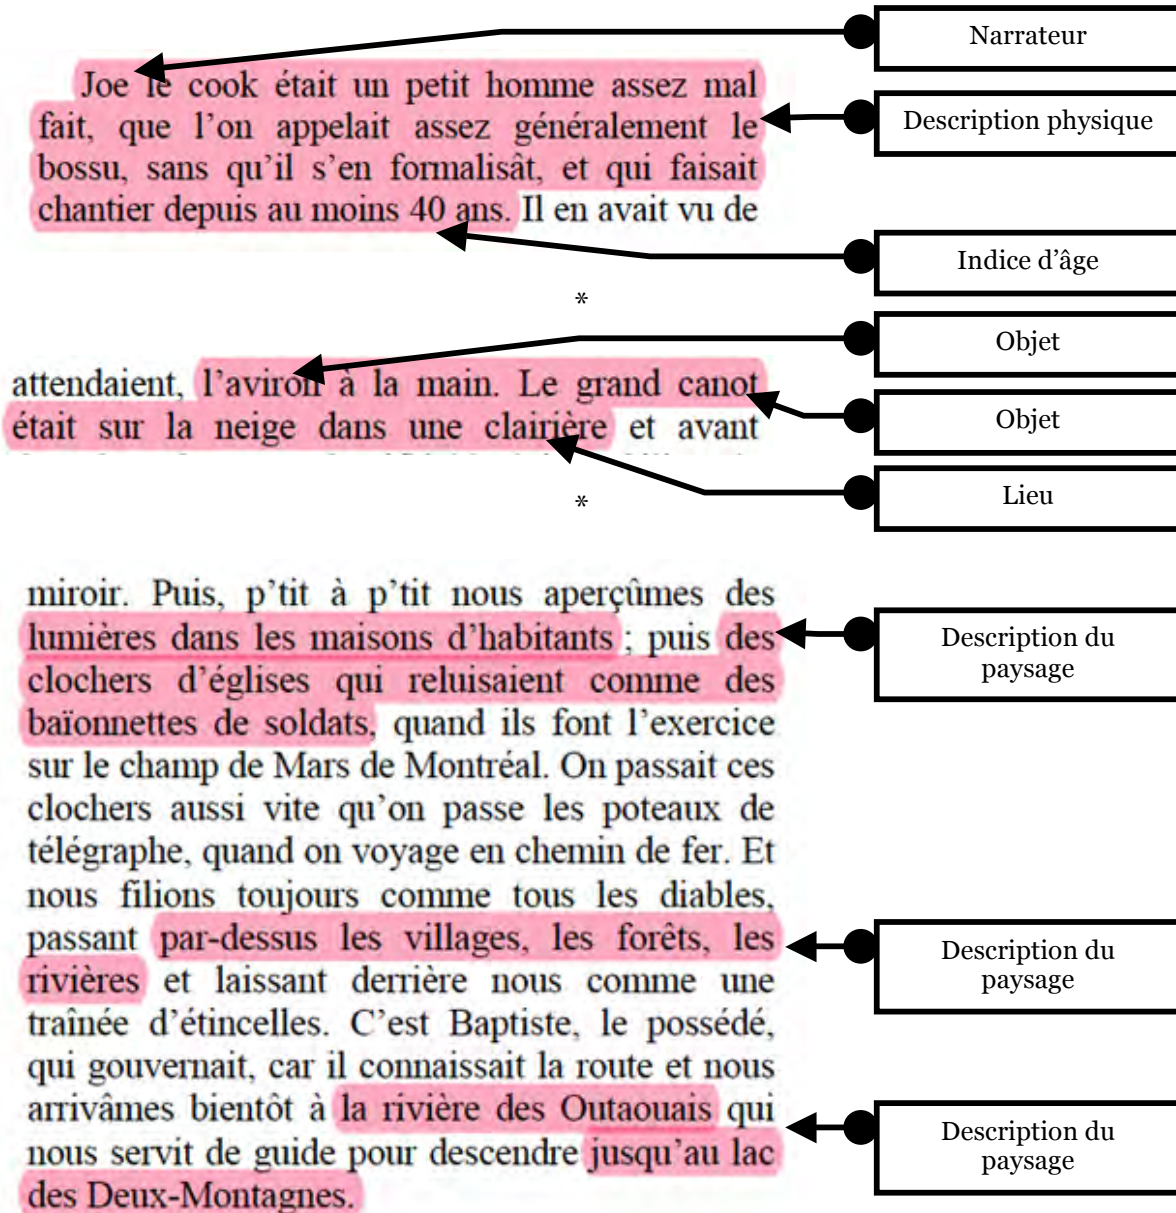 Narrateur
Joe le cook était un petit homme assez mal
fait, que l'on appelait assez généralement le
Description physique
bossu, sans qu'il s'en formalisât, et qui faisait
chantier depuis au moins 40 ans. Il en avait vu de
Indice d'âge
*
Objet
attendaient, l'aviron à la main. Le grand canot
Objet
était sur la neige dans une clairière et avant
Lieu
*
miroir. Puis, p'tit à p'tit nous aperçûmes des
lumières dans les maisons d'habitants ; puis des
clochers d'églises qui reluisaient comme des
baïonnettes de soldats, quand ils font l'exercice
sur le champ de Mars de Montréal. On passait ces
clochers aussi vite qu'on passe les poteaux de
télégraphe, quand on voyage en chemin de fer. Et
nous filions toujours comme tous les diables,
passant par-dessus les villages, les forêts, les
rivières et laissant derrière nous comme une
traînée d'étincelles. C'est Baptiste, le possédé,
qui gouvernait, car il connaissait la route et nous
arrivâmes bientôt à la rivière des Outaouais qui
nous servit de guide pour descendre jusqu'au lac
des Deux-Montagnes.
Description du
paysage
Description du
paysage
Description du
paysage